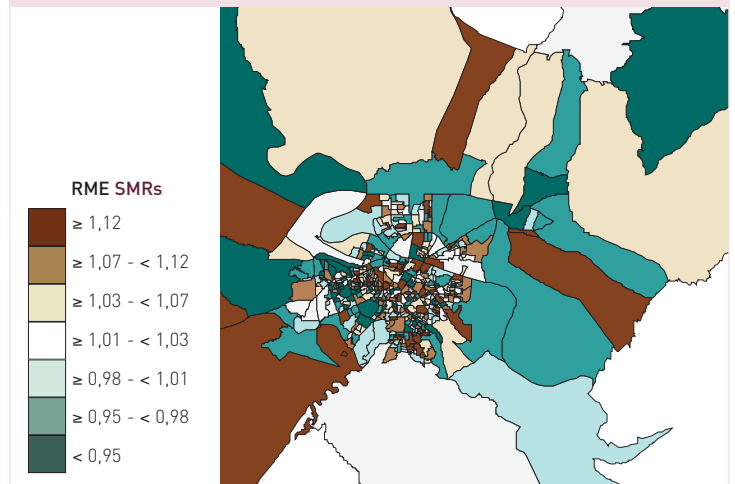 RME SMRs
≥ 1,12
≥ 1,07 - < 1,12
≥ 1,03 - < 1,07
≥ 1,01 - < 1,03
≥ 0,98 - < 1,01
≥ 0,95 - < 0,98
< 0,95